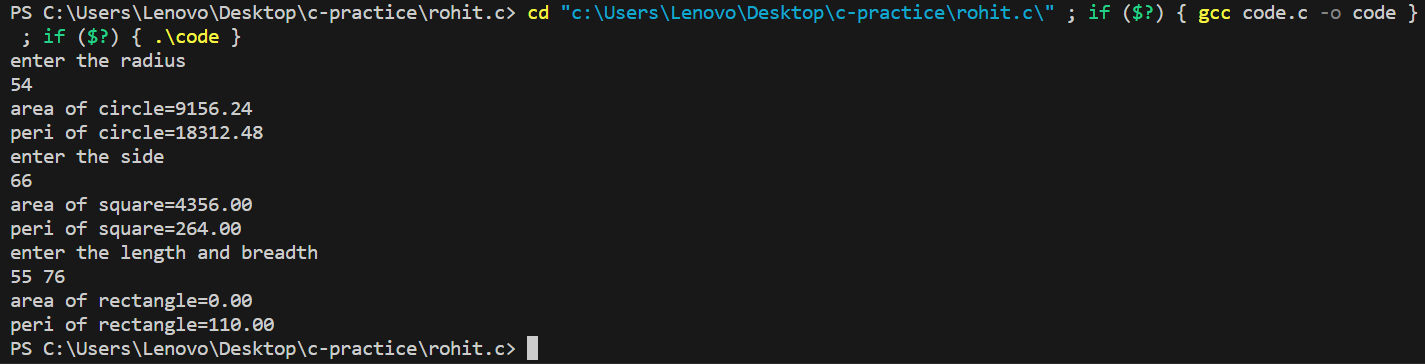 PS C:\Users\Lenovo\Desktop\c-practice\rohit.c> cd "c:\Users\Lenovo\Desktop\c-practice\rohit.c\" ; if ($?) { gcc code.c -o code }
 ; if ($?) { .\code }
enter the radius
54
area of circle=9156.24
peri of circle=18312.48
enter the side
66
area of square=4356.00
peri of square=264.00
enter the length and breadth
55 76
area of rectangle=0.00
peri of rectangle=110.00
PS C:\Users\Lenovo\Desktop\c-practice\rohit.c>